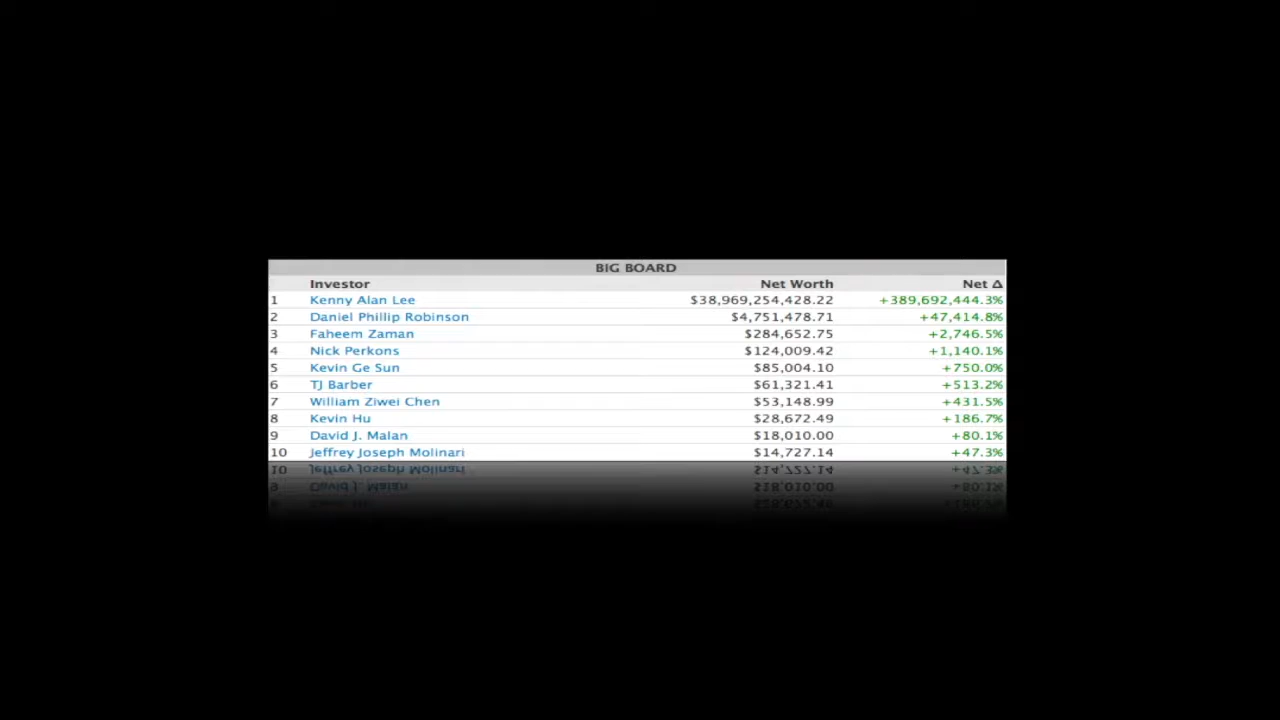 BIG BOARD
Investor Net Worth Net Δ
1 Kenny Alan Lee $38,969,254,428.22 +389,692,444.3%
2 Daniel Phillip Robinson $4,751,478.71 +47,414.8%
3 Faheem Zaman $284,652.75 +2,746.5%
4 Nick Perkons $124,009.42 +1,140.1%
5 Kevin Ge Sun $85,004.10 +750.0%
6 TJ Barber $61,321.41 +513.2%
7 William Ziwei Chen $53,148.99 +431.5%
8 Kevin Hu $28,672.49 +186.7%
9 David J. Malan $18,010.00 +80.1%
10 Jeffrey Joseph Molinari $14,727.14 +47.3%